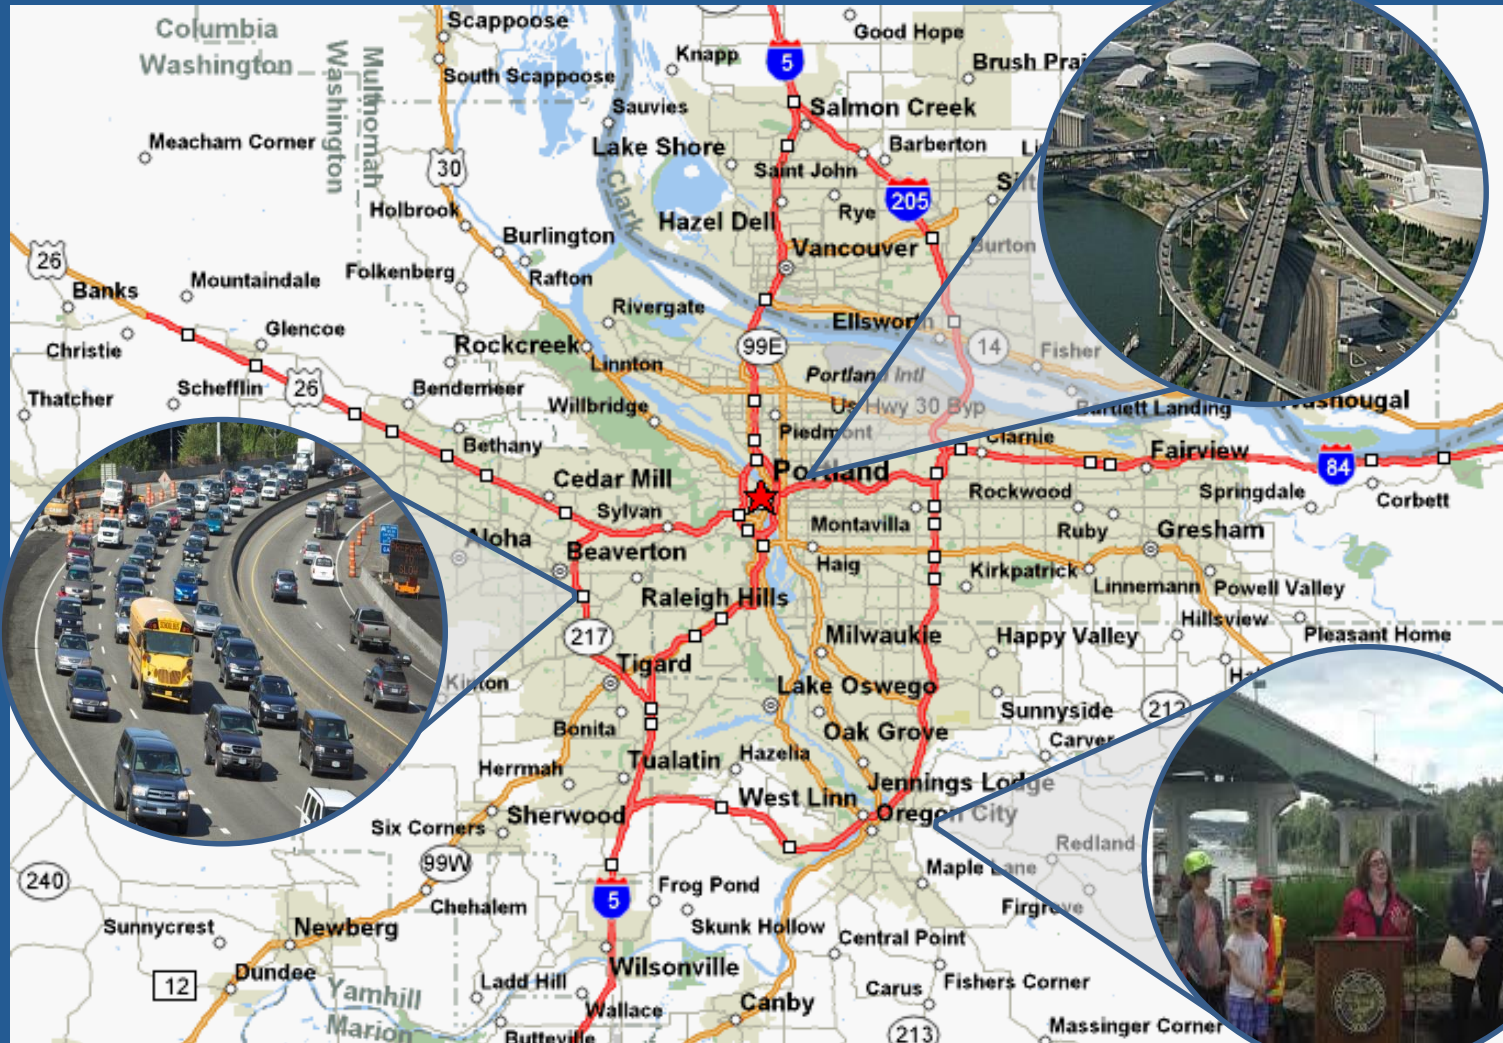 Scappoose
Good Hope
Columbia
Washington
Knapp
5
Brush Prai
South Scappoose
Multnomah
Washington
Sauvies
Salmon Creek
Meacham Corner
Lake Shore
Barberton
Saint John
30
205
Clark
Holbrook
Hazel Dell
Rye
Burlington
Vancouver
Burton
26
Folkenberg
Rafton
Mountaindale
Banks
Rivergate
Glencoe
Ellsworth
Christie
Rockcreek
99E
14
Fisher
Linnton
Portland Intl
Schefflin
26
Bendemeer
Thatcher
Willbridge
Us Hwy 30 Byp
Bartlett Landing
Washougal
Piedmont
Bethany
Clarnie
Fairview
Portland
84
Cedar Mill
Rockwood
Springdale
Corbett
Sylvan
Montavilla
Ruby
Gresham
Aloha
Beaverton
Haig
Kirkpatrick
Linnemann
Powell Valley
Raleigh Hills
Hillsview
217
Milwaukie
Happy Valley
Pleasant Home
Tigard
Kinton
Lake Oswego
Sunnyside
212
Bonita
Oak Grove
Carver
Tualatin
Hazelia
Herrmah
Jennings Lodge
West Linn
Sherwood
Oregon City
Six Corners
Redland
99W
Maple Lane
240
Frog Pond
5
Chehalem
Firgrove
Sunnycrest
Newberg
Skunk Hollow
Central Point
Wilsonville
Dundee
12
Ladd Hill
Carus
Fishers Corner
Yamhill
Marion
Wallace
Canby
Butteville
213
Massinger Corner